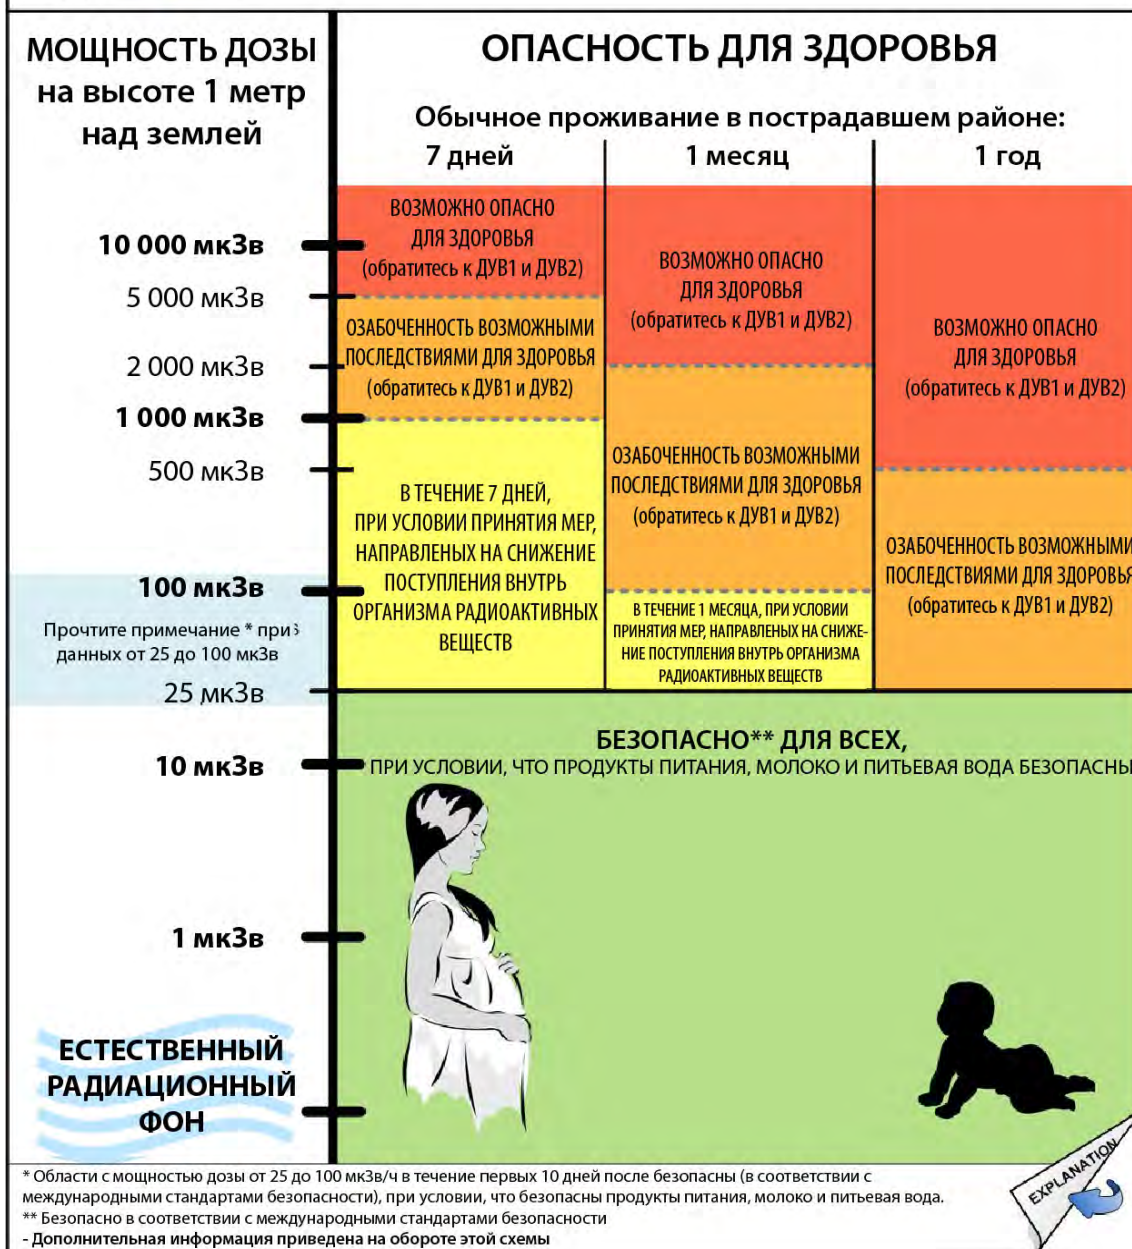 МОЩНОСТЬ ДОЗЫ
на высоте 1 метр
над землей
ОПАСНОСТЬ ДЛЯ ЗДОРОВЬЯ
Обычное проживание в пострадавшем районе:
7 дней
1 месяц
1 год
10 000 мкЗв
5 000 мкЗв
2 000 мкЗв
1 000 мкЗв
500 мкЗв
100 мкЗв
Прочтите примечание * при
данных от 25 до 100 мкЗв
25 мкЗв
10 мкЗв
1 мкЗв
ЕСТЕСТВЕННЫЙ
РАДИАЦИОННЫЙ
ФОН
ВОЗМОЖНО ОПАСНО
ДЛЯ ЗДОРОВЬЯ
(обратитесь к ДУВ1 и ДУВ2)
ОЗАБОЧЕННОСТЬ ВОЗМОЖНЫМИ
ПОСЛЕДСТВИЯМИ ДЛЯ ЗДОРОВЬЯ
(обратитесь к ДУВ1 и ДУВ2)
В ТЕЧЕНИЕ 7 ДНЕЙ,
ПРИ УСЛОВИИ ПРИНЯТИЯ МЕР,
НАПРАВЛЕНЫХ НА СНИЖЕНИЕ
ПОСТУПЛЕНИЯ ВНУТРЬ
ОРГАНИЗМА РАДИОАКТИВНЫХ
ВЕЩЕСТВ
ВОЗМОЖНО ОПАСНО
ДЛЯ ЗДОРОВЬЯ
(обратитесь к ДУВ1 и ДУВ2)
ОЗАБОЧЕННОСТЬ ВОЗМОЖНЫМИ
ПОСЛЕДСТВИЯМИ ДЛЯ ЗДОРОВЬЯ
(обратитесь к ДУВ1 и ДУВ2)
В ТЕЧЕНИЕ 1 МЕСЯЦА, ПРИ УСЛОВИИ
ПРИНЯТИЯ МЕР, НАПРАВЛЕНЫХ НА СНИЖЕ-
НИЕ ПОСТУПЛЕНИЯ ВНУТРЬ ОРГАНИЗМА
РАДИОАКТИВНЫХ ВЕЩЕСТВ
ВОЗМОЖНО ОПАСНО
ДЛЯ ЗДОРОВЬЯ
(обратитесь к ДУВ1 и ДУВ2)
ОЗАБОЧЕННОСТЬ ВОЗМОЖНЫМИ
ПОСЛЕДСТВИЯМИ ДЛЯ ЗДОРОВЬЯ
(обратитесь к ДУВ1 и ДУВ2)
БЕЗОПАСНО** ДЛЯ ВСЕХ,
ПРИ УСЛОВИИ, ЧТО ПРОДУКТЫ ПИТАНИЯ, МОЛОКО И ПИТЬЕВАЯ ВОДА БЕЗОПАСНЫ
* Области с мощностью дозы от 25 до 100 мкЗв/ч в течение первых 10 дней после безопасны (в соответствии с
международными стандартами безопасности), при условии, что безопасны продукты питания, молоко и питьевая вода.
** Безопасно в соответствии с международными стандартами безопасности
- Дополнительная информация приведена на обороте этой схемы
EXPLANATION